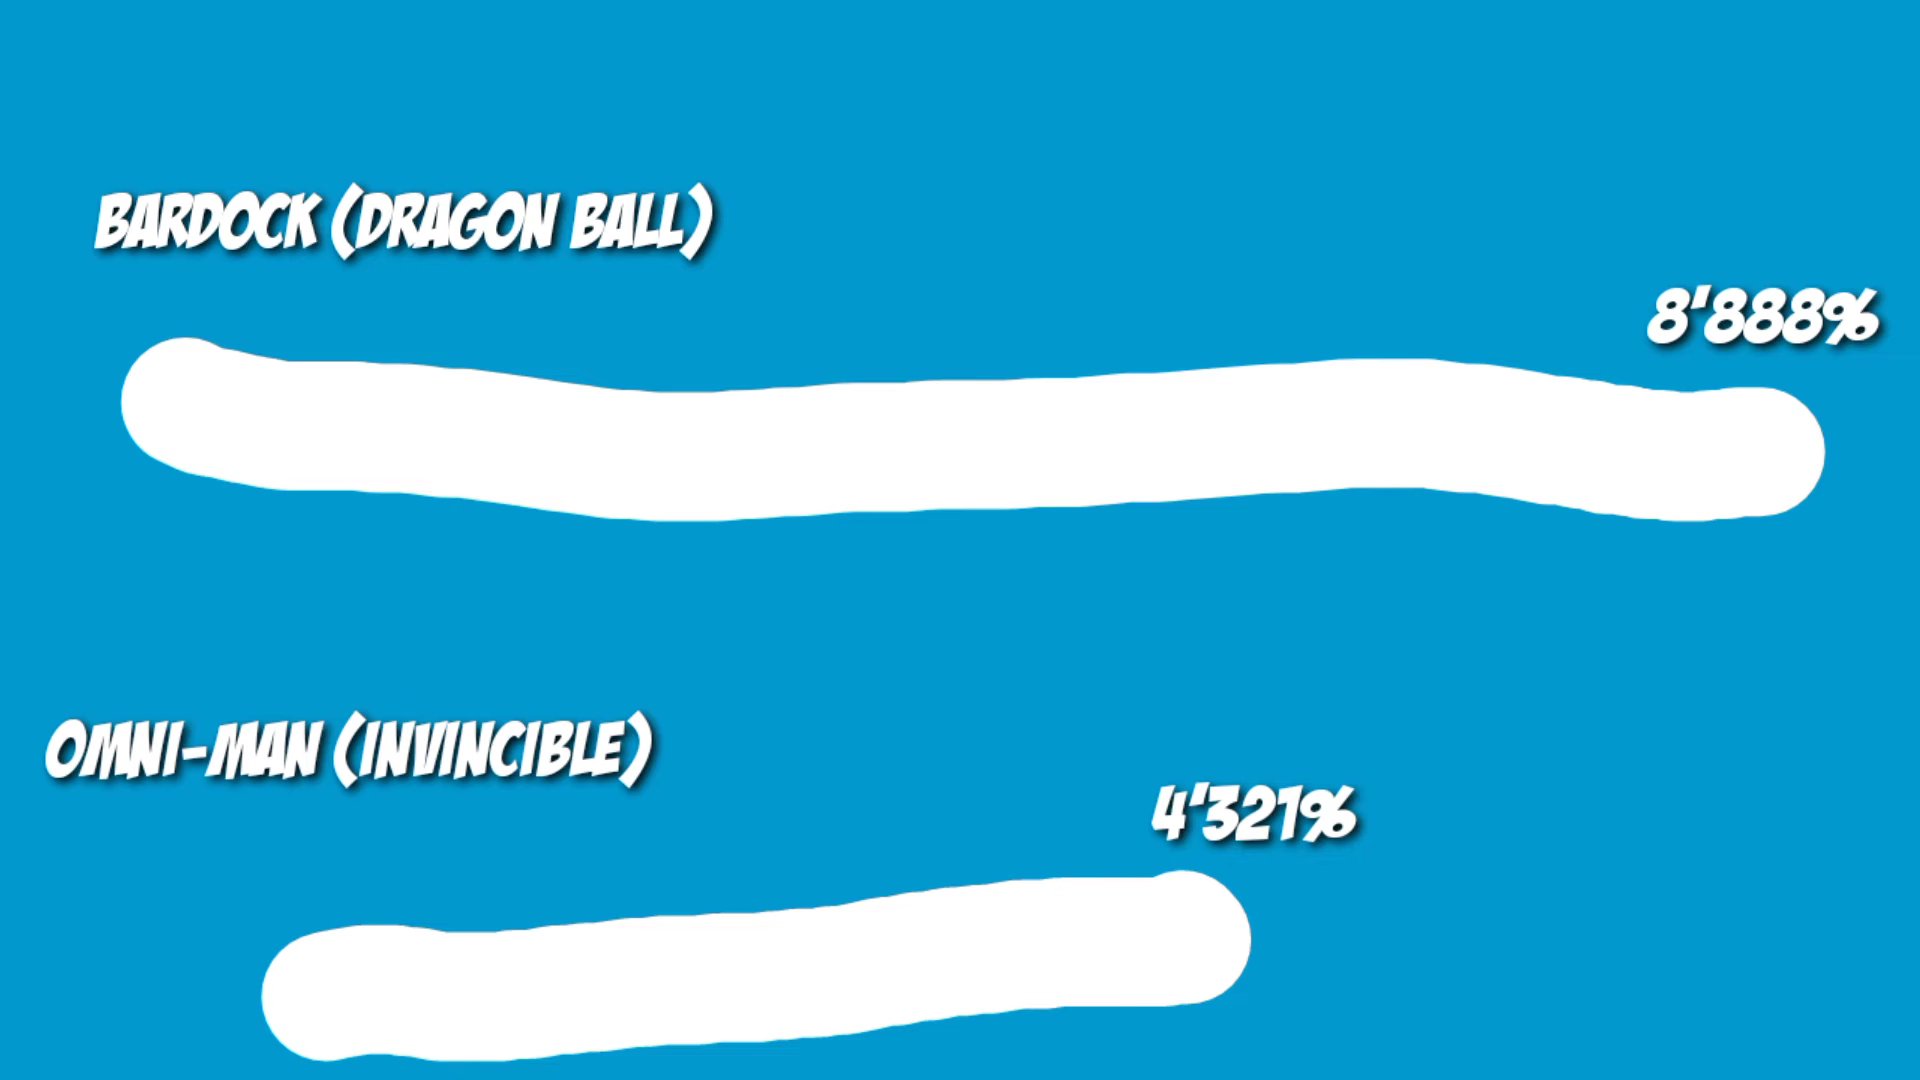 BARDOCK (DRAGON BALL)
8'888%
OMNI-MAN (INVINCIBLE)
4'321%